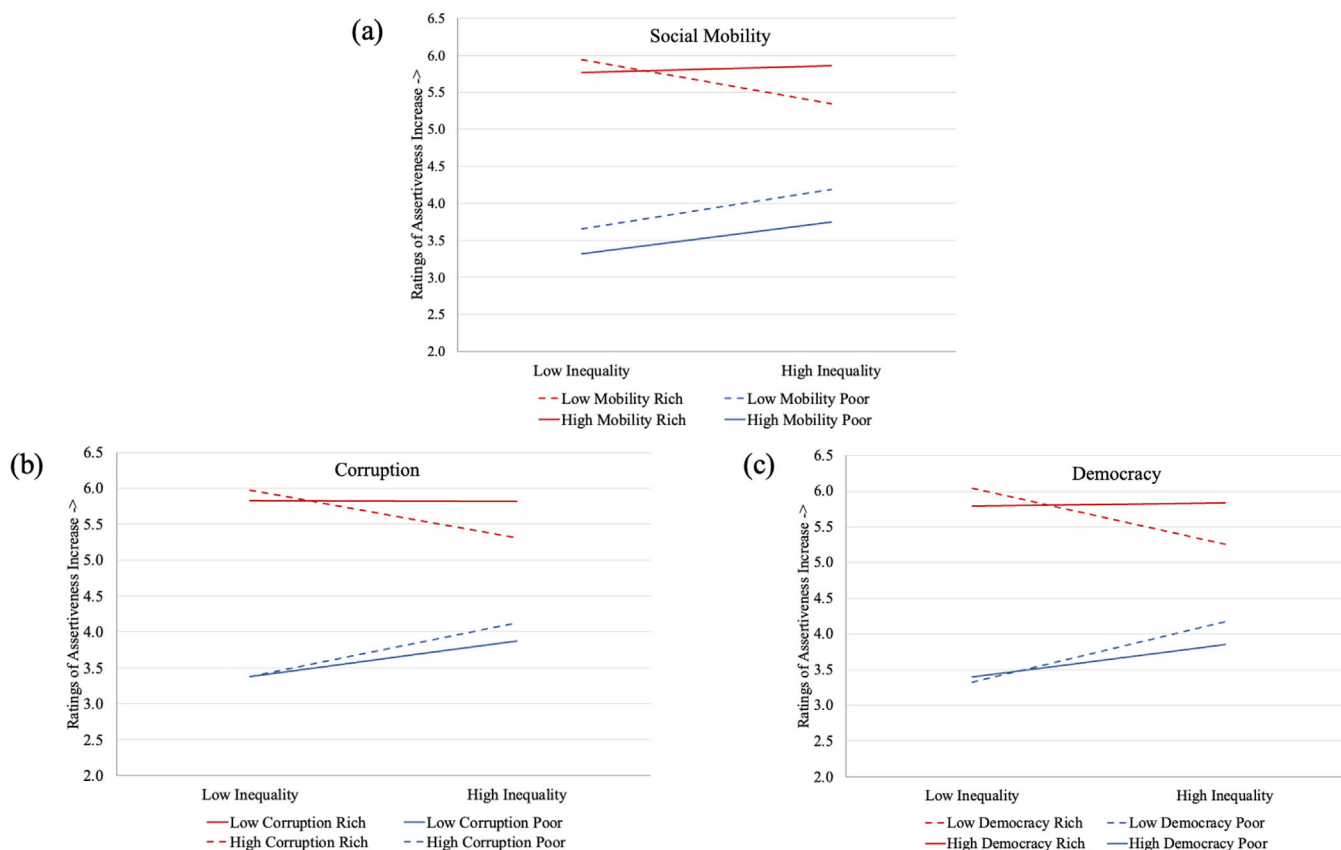 (a)
Social Mobility
Ratings of Assertiveness Increase ->
6.5
6.0
5.5
5.0
4.5
4.0
3.5
3.0
2.5
2.0
Low Inequality High Inequality
Low Mobility Rich Low Mobility Poor
High Mobility Rich High Mobility Poor
(b)
Corruption
Ratings of Assertiveness Increase ->
6.5
6.0
5.5
5.0
4.5
4.0
3.5
3.0
2.5
2.0
Low Inequality High Inequality
Low Corruption Rich Low Corruption Poor
High Corruption Rich High Corruption Poor
(c)
Democracy
Ratings of Assertiveness Increase ->
6.5
6.0
5.5
5.0
4.5
4.0
3.5
3.0
2.5
2.0
Low Inequality High Inequality
Low Democracy Rich Low Democracy Poor
High Democracy Rich High Democracy Poor